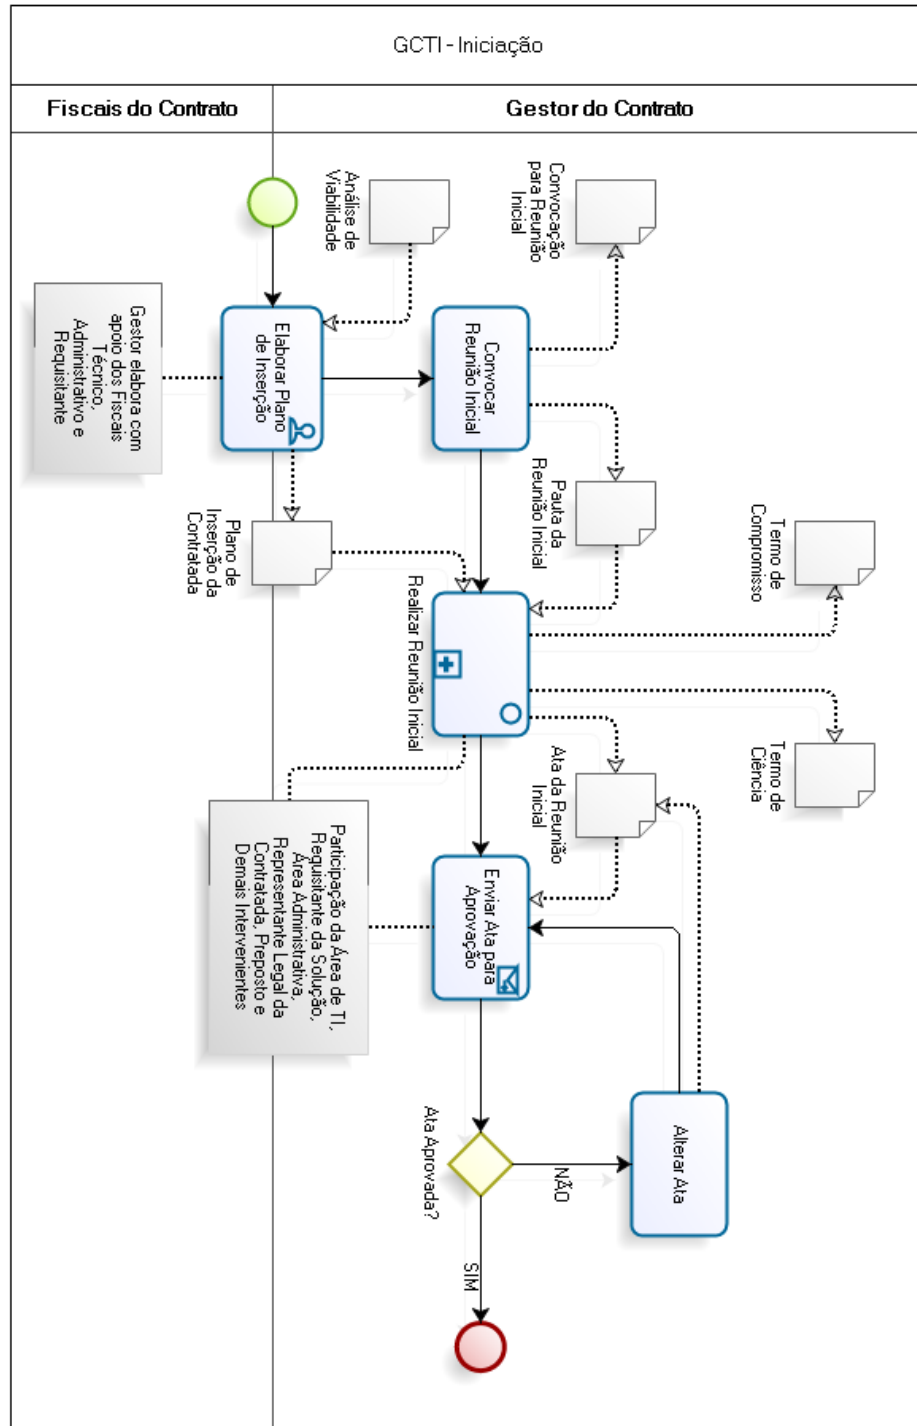 GCTI - Iniciação
Fiscais do Contrato
Gestor do Contrato
Análise de
Viabilidade
Convocação
para Reunião
Inicial
Gestor elabora com
apoio dos Fiscais
Técnico,
Administrativo e
Requisitante
Elaborar Plano
de Inserção
Convocar
Reunião Inicial
Plano de
Inserção da
Contratada
Pauta da
Reunião Inicial
Termo de
Compromisso
Realizar Reunião Inicial
Termo de
Ciência
Ata da Reunião
Inicial
Participação da Área de TI,
Requisitante da Solução,
Área Administrativa,
Representante Legal da
Contratada, Preposto e
Demais Intervenientes
Enviar Ata para
Aprovação
Alterar Ata
Ata Aprovada?
NÃO
SIM